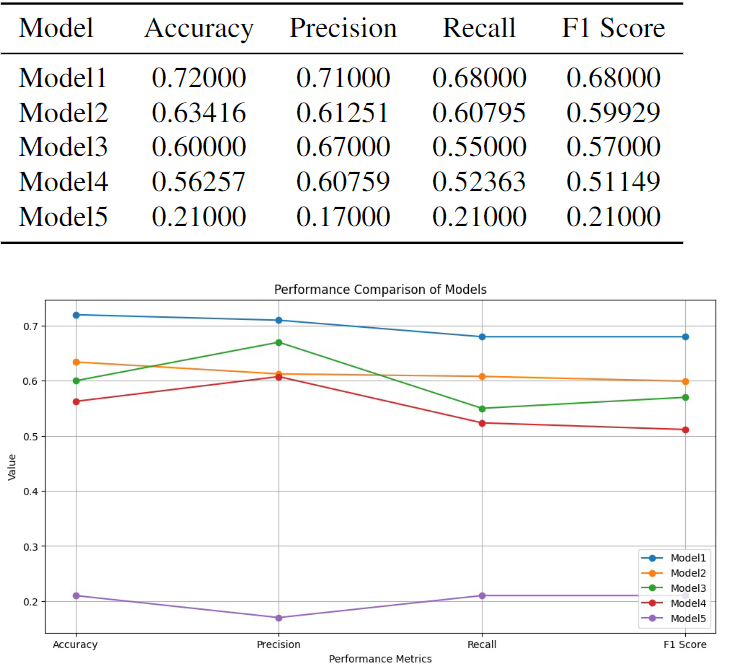 Model Accuracy Precision Recall F1 Score
Model1 0.72000 0.71000 0.68000 0.68000
Model2 0.63416 0.61251 0.60795 0.59929
Model3 0.60000 0.67000 0.55000 0.57000
Model4 0.56257 0.60759 0.52363 0.51149
Model5 0.21000 0.17000 0.21000 0.21000
Performance Comparison of Models
0.7
0.6
0.5
0.4
0.3
0.2
Value
Model1
Model2
Model3
Model4
Model5
Accuracy Precision Recall F1 Score
Performance Metrics